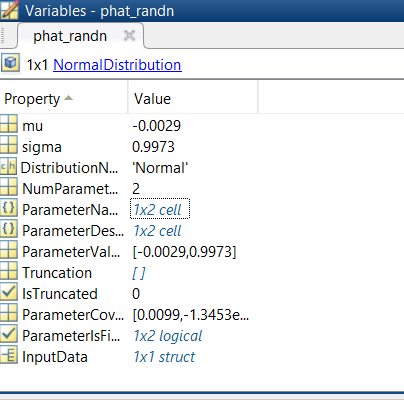 Variables - phat_randn
phat_randn
1x1 NormalDistribution
Property Value
mu -0.0029
sigma 0.9973
DistributionN... 'Normal'
NumParamet... 2
ParameterNa... 1x2 cell
ParameterDes... 1x2 cell
ParameterVal... [-0.0029,0.9973]
Truncation []
IsTruncated 0
ParameterCov... [0.0099,-1.3453e...
ParameterIsFi... 1x2 logical
InputData 1x1 struct